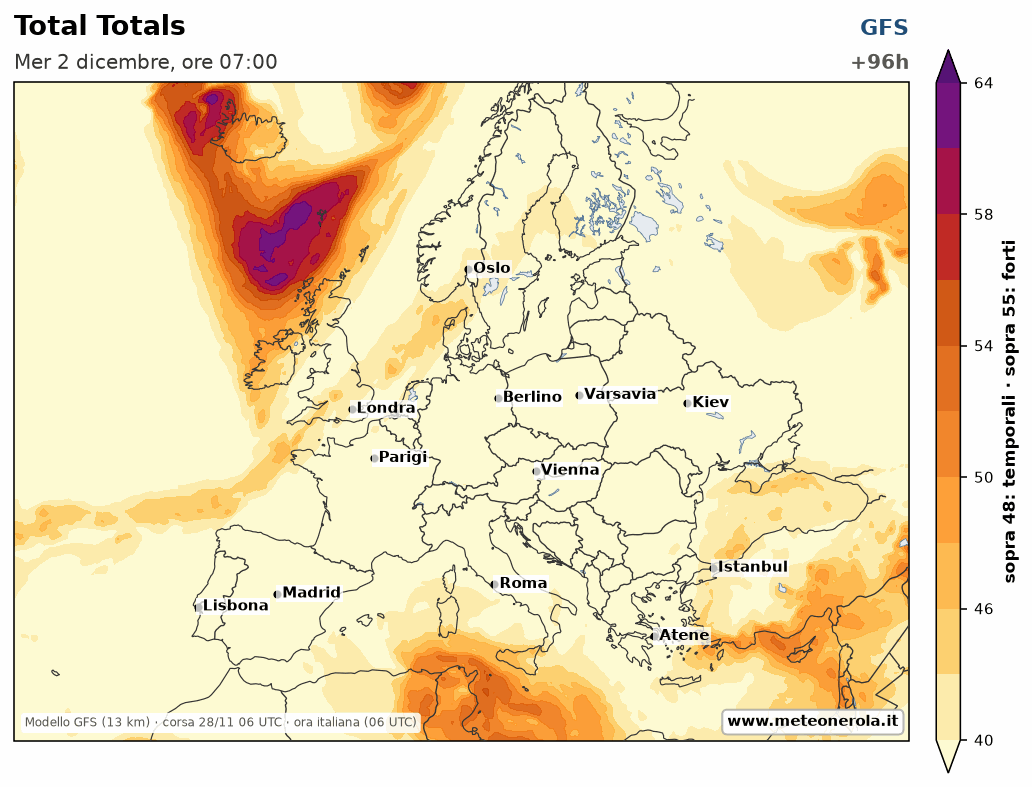 Total Totals
GFS
Mer 2 dicembre, ore 07:00
+96h
64
58
54
50
46
40
sopra 48: temporali · sopra 55: forti
Oslo
Berlino
Varsavia
Kiev
Londra
Parigi
Vienna
Istanbul
Roma
Madrid
Lisbona
Atene
Modello GFS (13 km) · corsa 28/11 06 UTC · ora italiana (06 UTC)
www.meteonerola.it